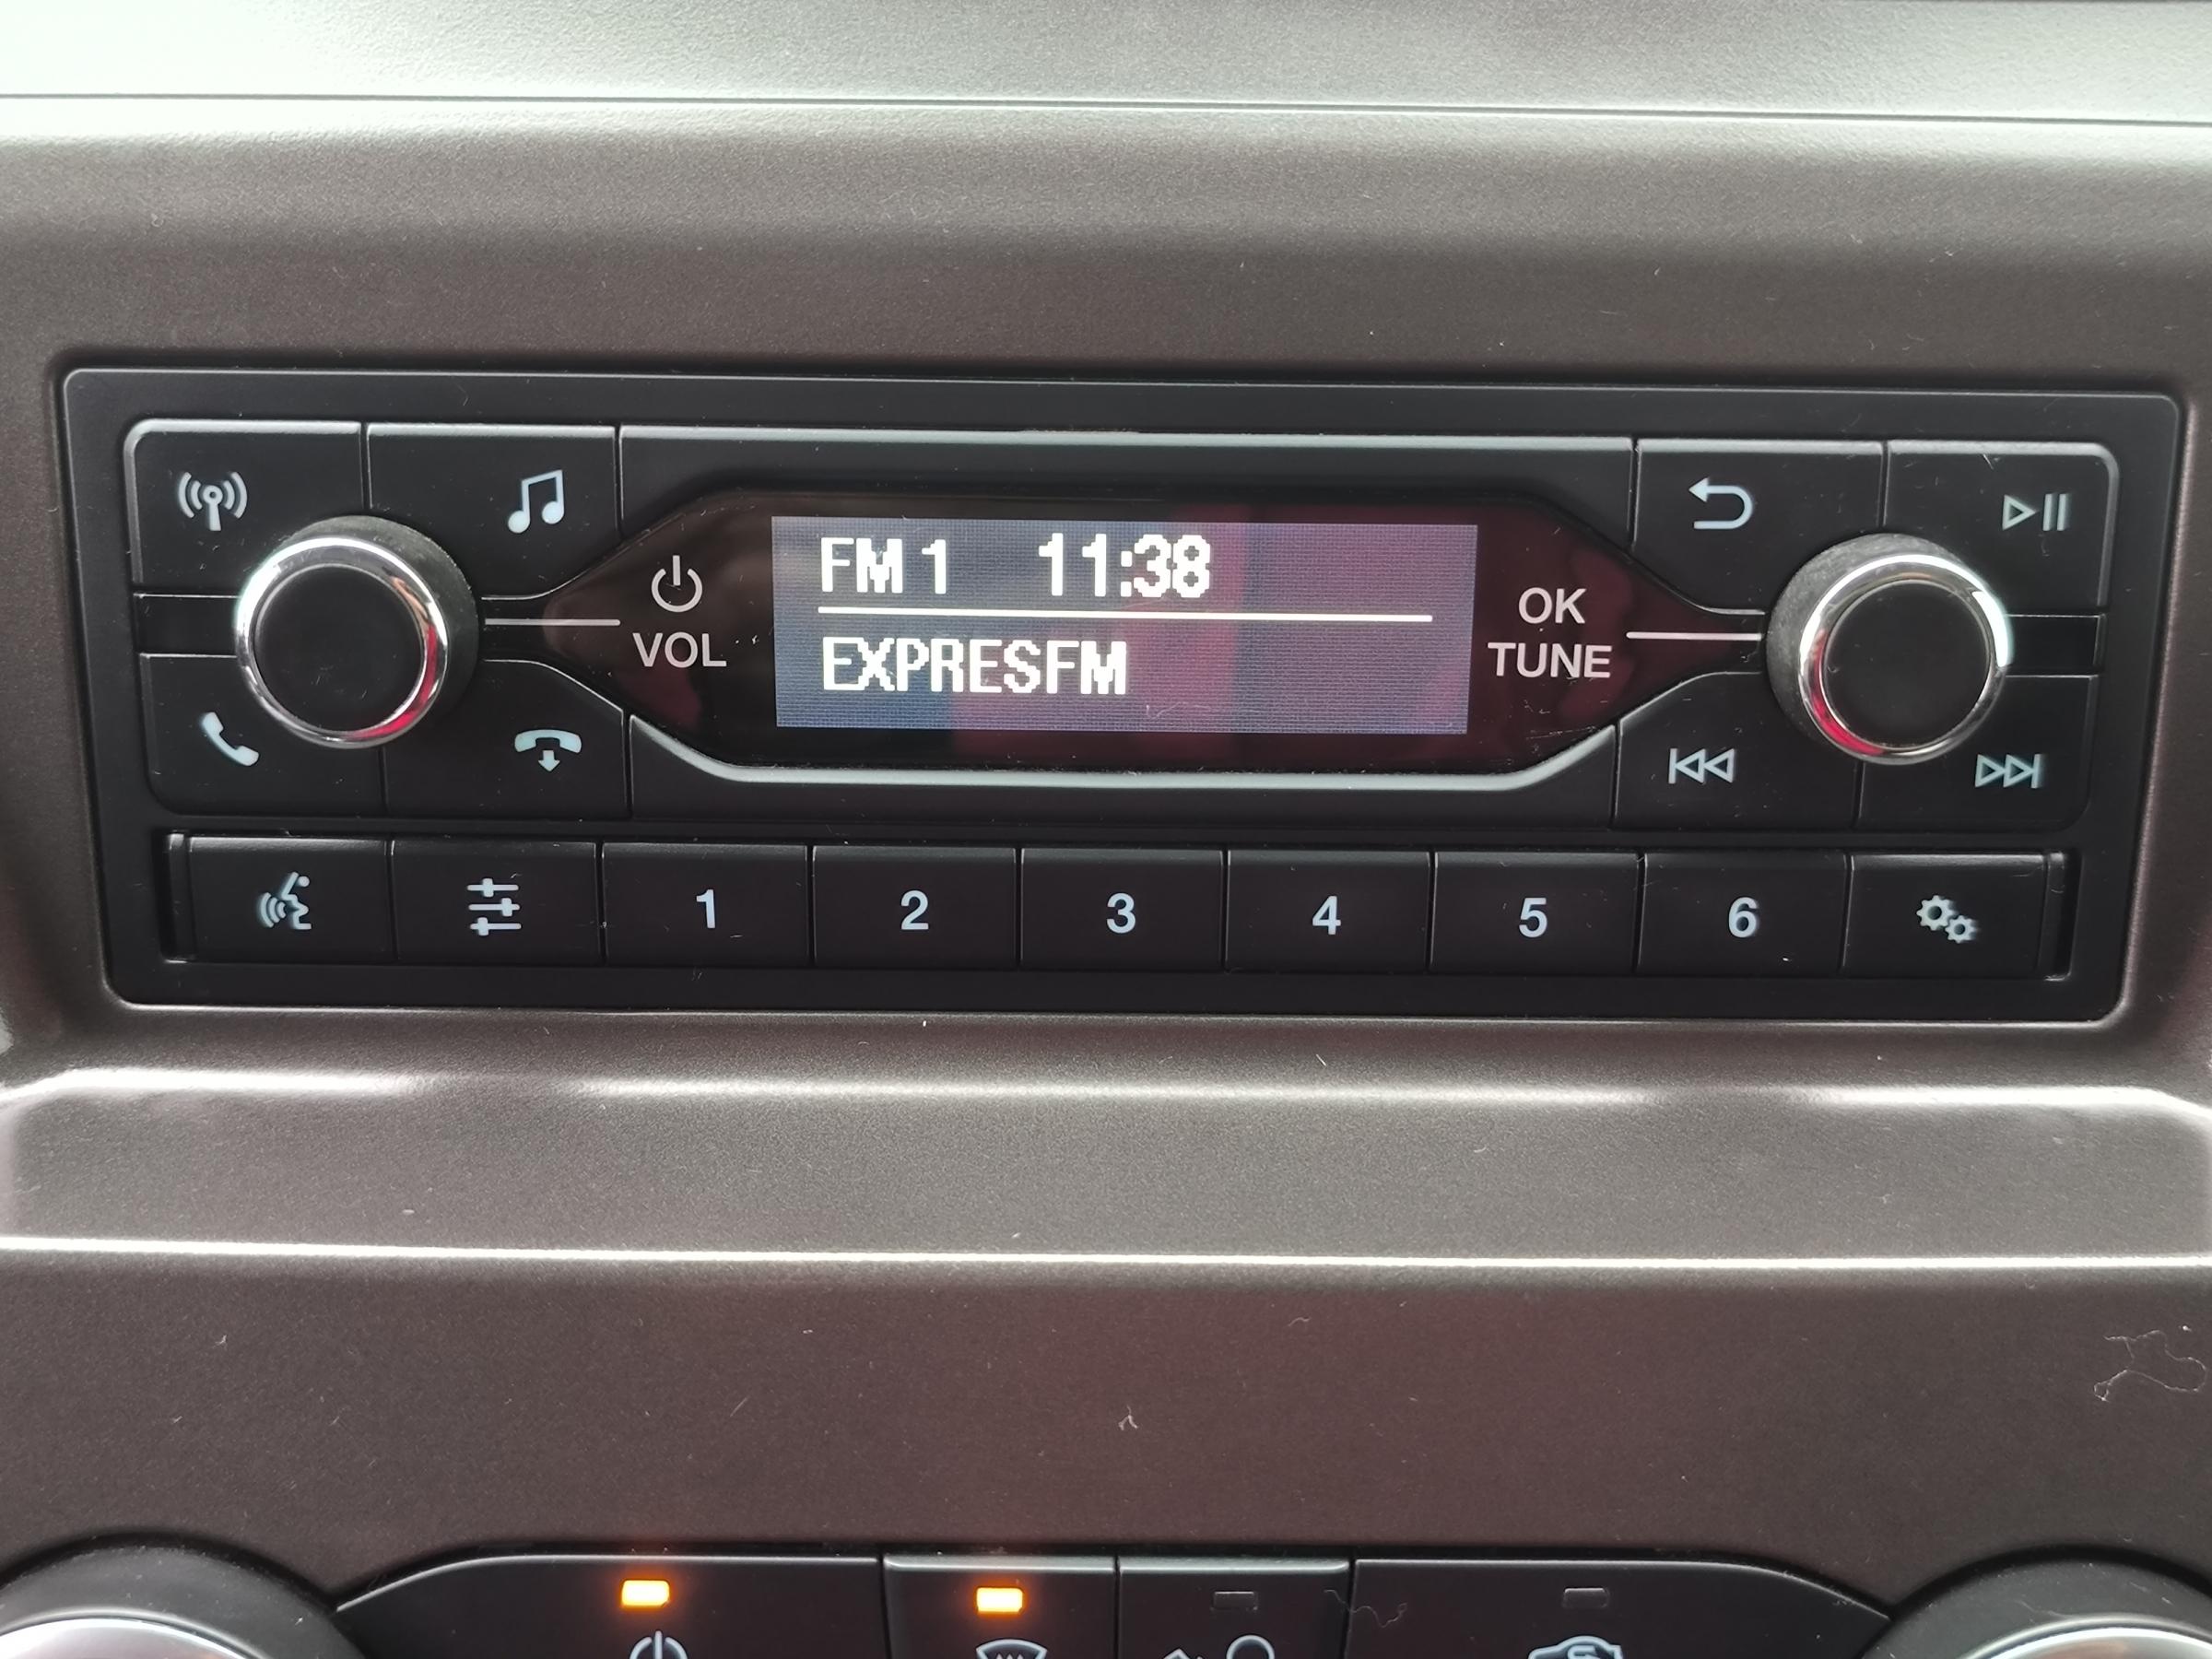 FM 1 11:38
EXPRESFM
VOL
OK
TUNE
1 2 3 4 5 6